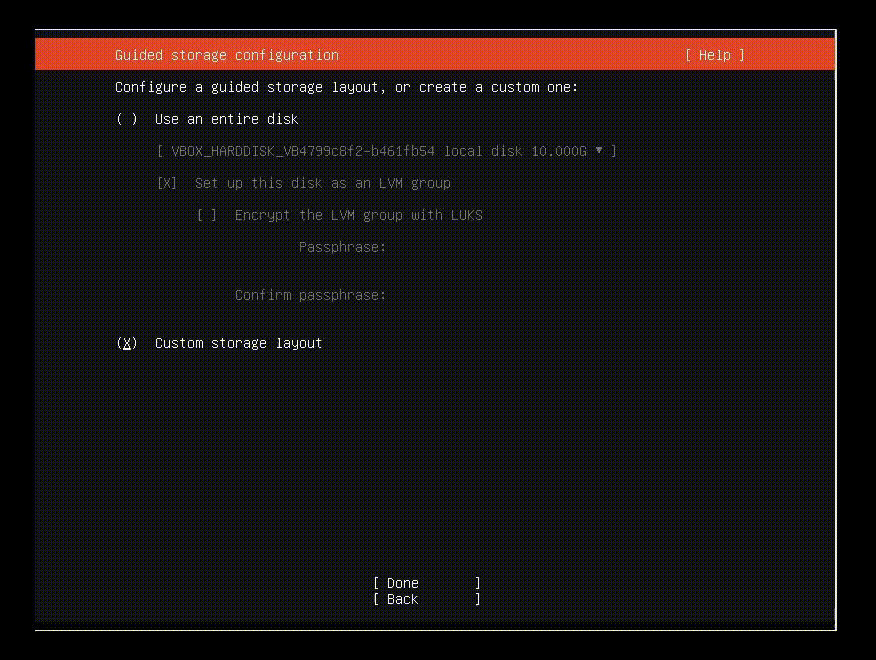 Guided storage configuration [ Help ]
Configure a guided storage layout, or create a custom one:
( ) Use an entire disk
[ VBOX_HARDDISK_VB4799c8f2-b461fb54 local disk 10.000G ▾ ]
[X] Set up this disk as an LVM group
[ ] Encrypt the LVM group with LUKS
Passphrase:
Confirm passphrase:
(X) Custom storage layout
[ Done ]
[ Back ]